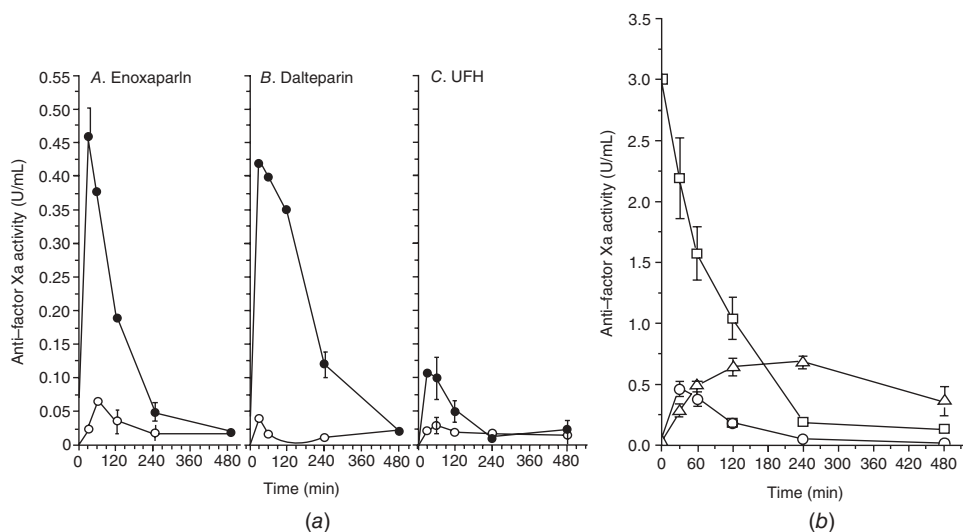 A. Enoxaparln
B. Dalteparin
C. UFH
Anti–factor Xa activity (U/mL)
0.55
0.50
0.45
0.40
0.35
0.30
0.25
0.20
0.15
0.10
0.05
0
0 120 240 360 480
0 120 240 360 480
0 120 240 360 480
Time (min)
(a)
Anti–factor Xa activity (U/mL)
3.5
3.0
2.5
2.0
1.5
1.0
0.5
0.0
0 60 120 180 240 300 360 420 480
Time (min)
(b)